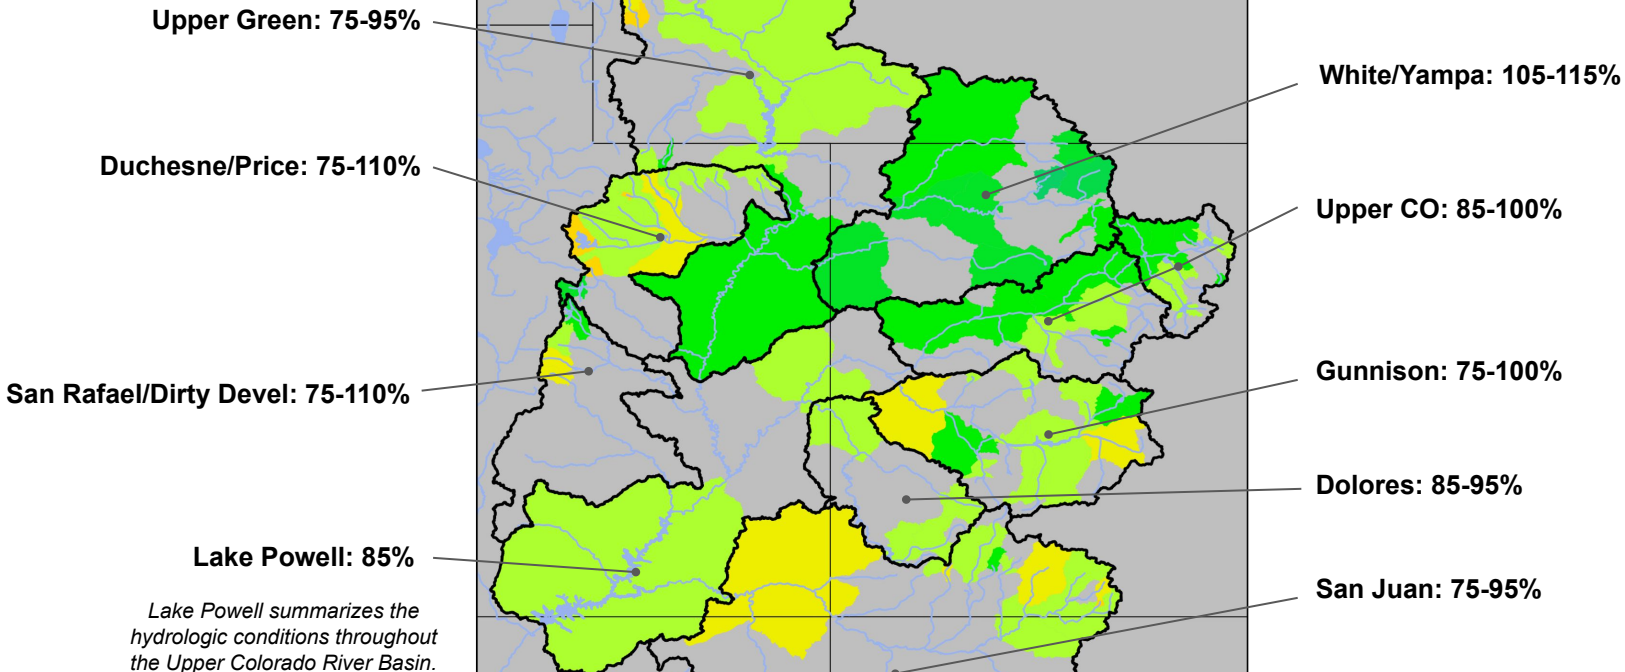 Upper Green: 75-95%
White/Yampa: 105-115%
Duchesne/Price: 75-110%
Upper CO: 85-100%
Gunnison: 75-100%
San Rafael/Dirty Devel: 75-110%
Dolores: 85-95%
Lake Powell: 85%
San Juan: 75-95%
Lake Powell summarizes the
hydrologic conditions throughout
the Upper Colorado River Basin.